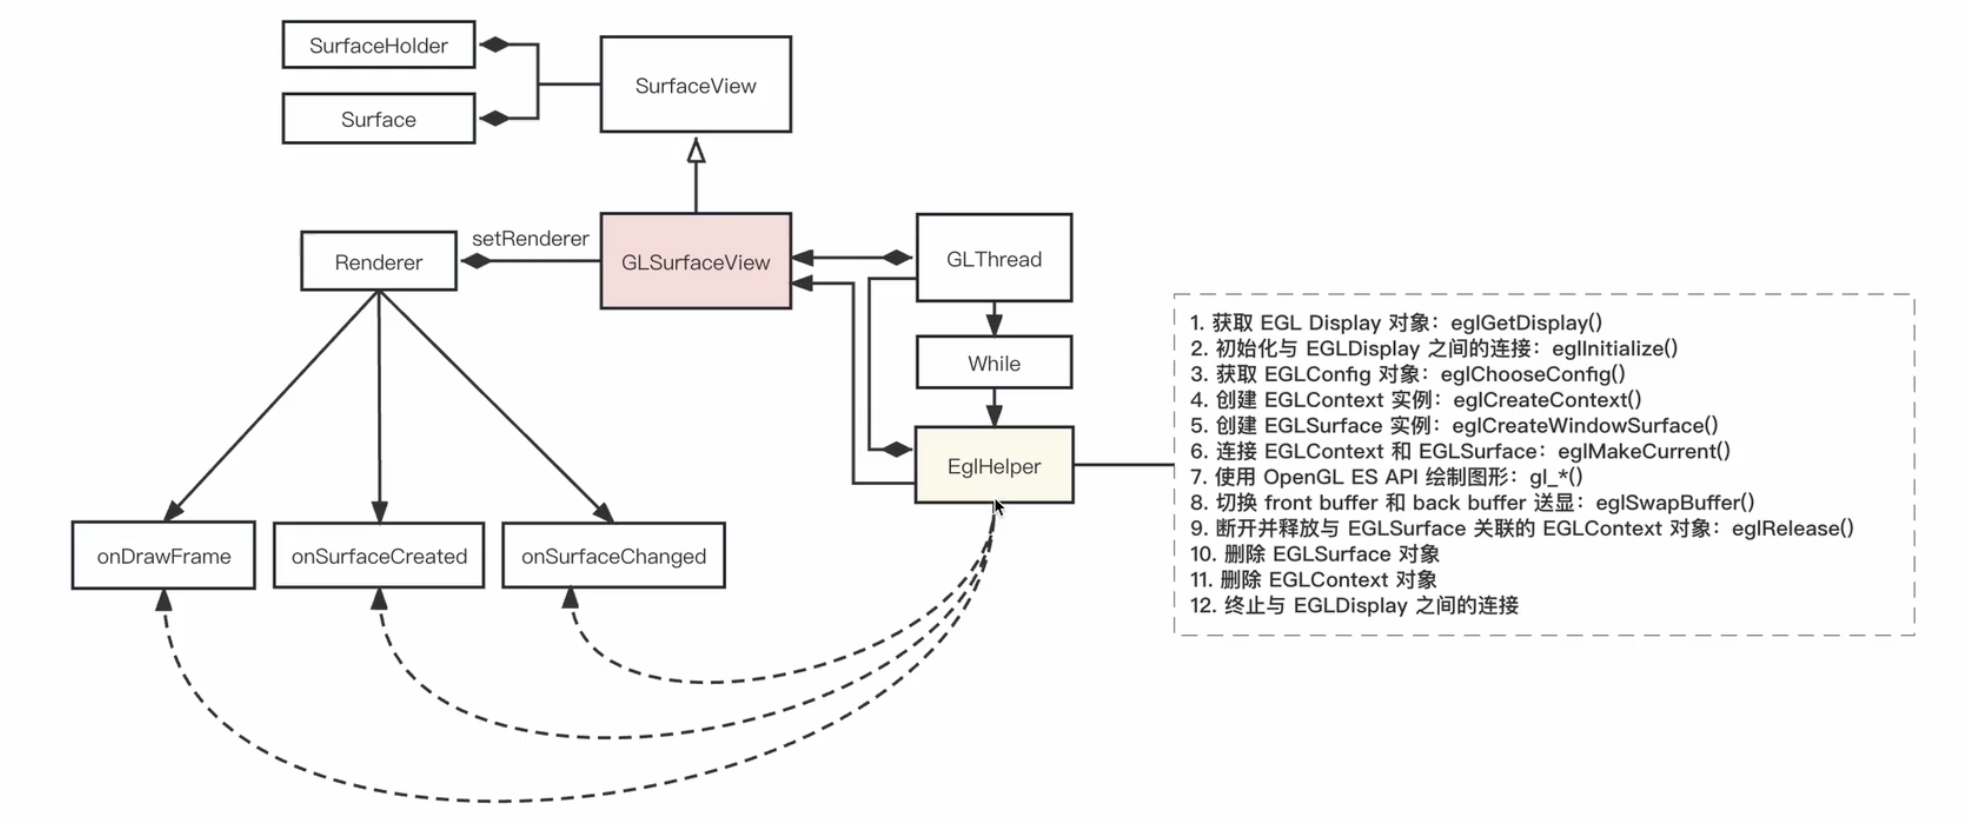 SurfaceHolder
Surface
SurfaceView
Renderer
setRenderer
GLSurfaceView
GLThread
While
EglHelper
onDrawFrame
onSurfaceCreated
onSurfaceChanged
1. 获取 EGL Display 对象：eglGetDisplay()
2. 初始化与 EGLDisplay 之间的连接：eglInitialize()
3. 获取 EGLConfig 对象：eglChooseConfig()
4. 创建 EGLContext 实例：eglCreateContext()
5. 创建 EGLSurface 实例：eglCreateWindowSurface()
6. 连接 EGLContext 和 EGLSurface：eglMakeCurrent()
7. 使用 OpenGL ES API 绘制图形：gl_*()
8. 切换 front buffer 和 back buffer 送显：eglSwapBuffer()
9. 断开并释放与 EGLSurface 关联的 EGLContext 对象：eglRelease()
10. 删除 EGLSurface 对象
11. 删除 EGLContext 对象
12. 终止与 EGLDisplay 之间的连接